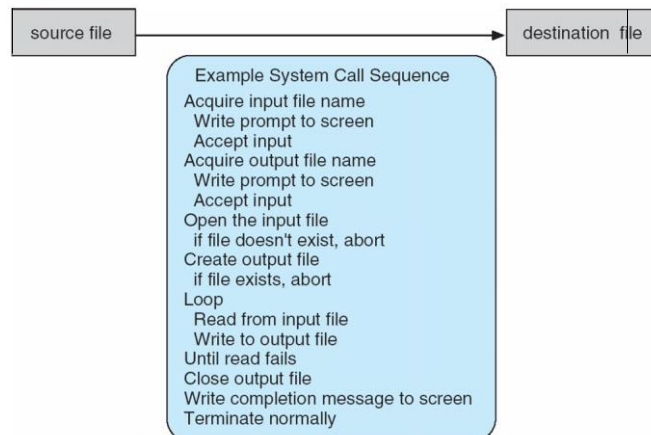 source file
destination file
Example System Call Sequence
Acquire input file name
Write prompt to screen
Accept input
Acquire output file name
Write prompt to screen
Accept input
Open the input file
if file doesn't exist, abort
Create output file
if file exists, abort
Loop
Read from input file
Write to output file
Until read fails
Close output file
Write completion message to screen
Terminate normally